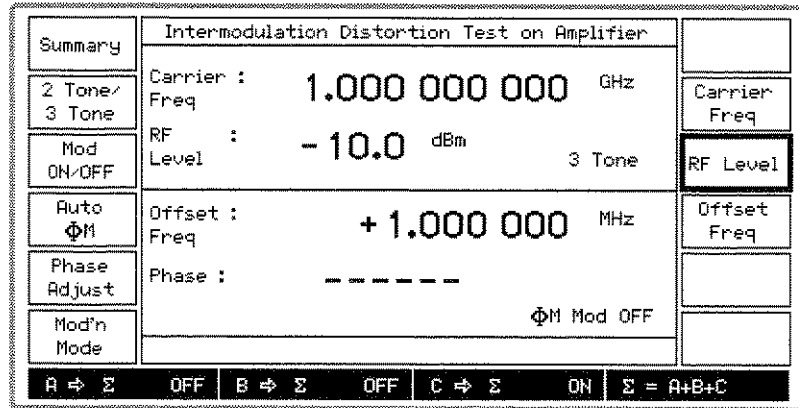 Intermodulation Distortion Test on Amplifier
Summary
2 Tone/
3 Tone
Mod
ON/OFF
Auto
ΦM
Phase
Adjust
Mod'n
Mode
Carrier : 1.000 000 000 GHz
Freq
RF : -10.0 dBm
Level 3 Tone
Offset : +1.000 000 MHz
Freq
Phase : ------
ΦM Mod OFF
Carrier
Freq
RF Level
Offset
Freq
A ⇨ Σ OFF B ⇨ Σ OFF C ⇨ Σ ON Σ = A+B+C